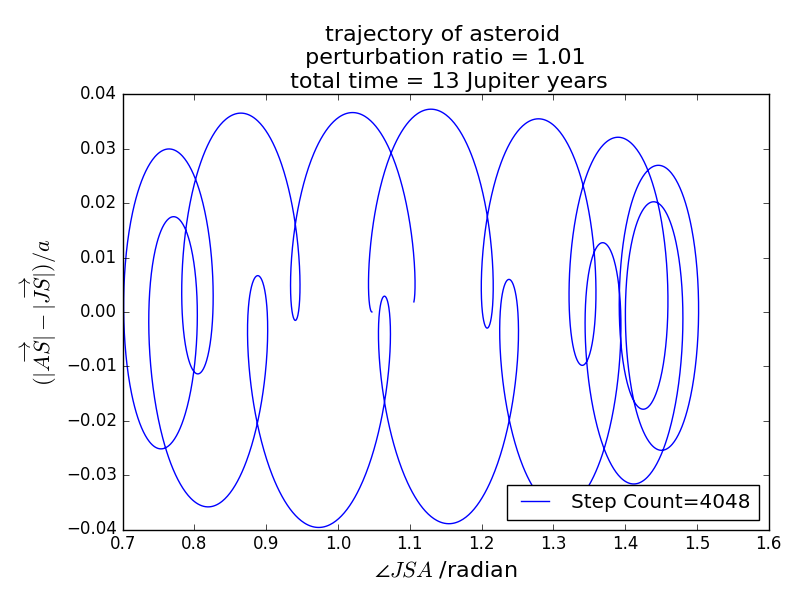 trajectory of asteroid
perturbation ratio = 1.01
total time = 13 Jupiter years
0.04
0.03
0.02
0.01
0.00
−0.01
−0.02
−0.03
−0.04
(|AS| − |JS|)/a
Step Count=4048
0.7 0.8 0.9 1.0 1.1 1.2 1.3 1.4 1.5 1.6
∠JSA /radian